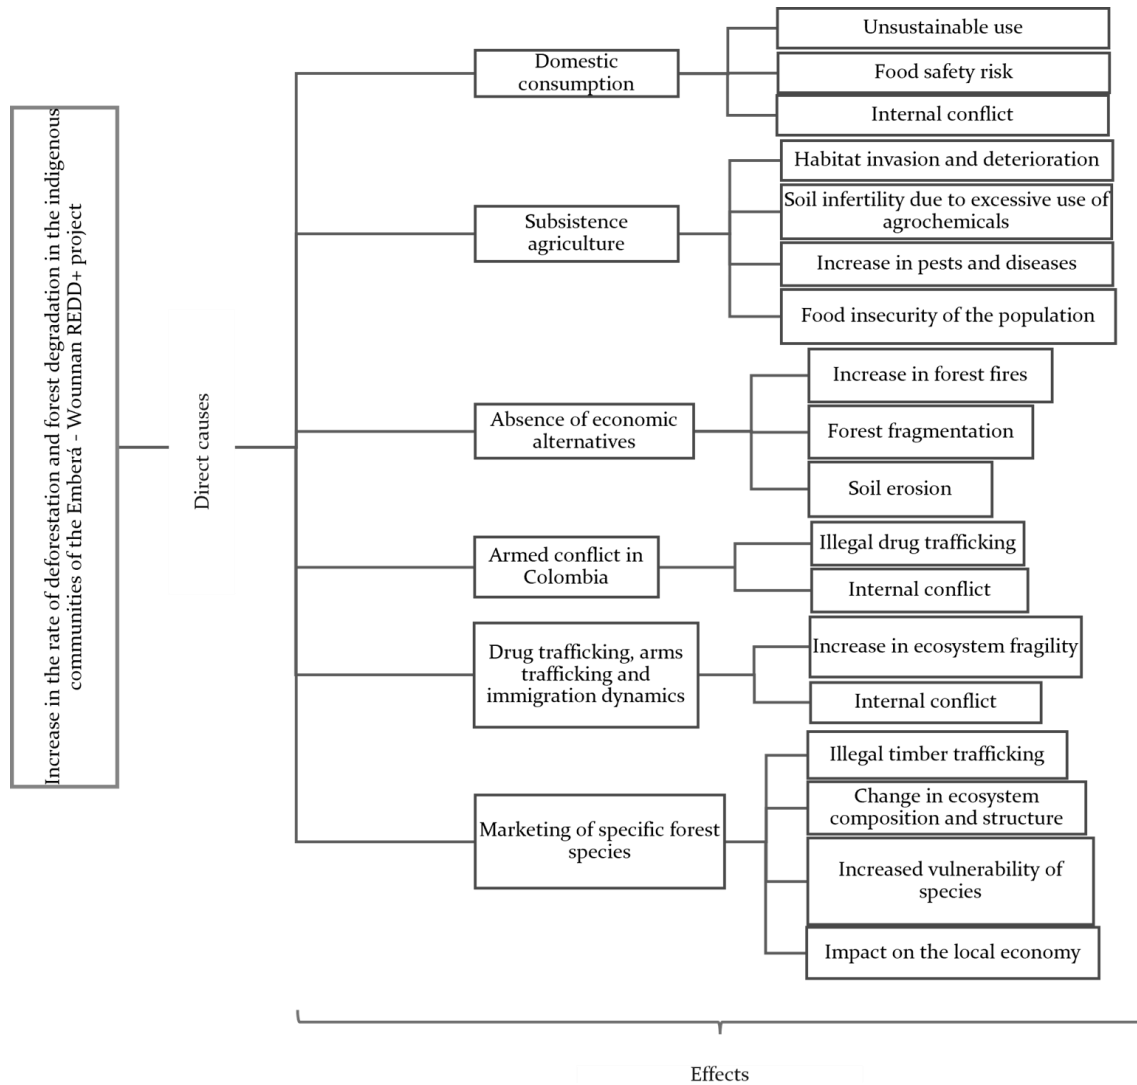 Increase in the rate of deforestation and forest degradation in the indigenous
communities of the Emberá - Wounnan REDD+ project
Direct causes
Domestic
consumption
Unsustainable use
Food safety risk
Internal conflict
Subsistence
agriculture
Habitat invasion and deterioration
Soil infertility due to excessive use of
agrochemicals
Increase in pests and diseases
Food insecurity of the population
Absence of economic
alternatives
Increase in forest fires
Forest fragmentation
Soil erosion
Armed conflict in
Colombia
Illegal drug trafficking
Internal conflict
Drug trafficking, arms
trafficking and
immigration dynamics
Increase in ecosystem fragility
Internal conflict
Marketing of specific forest
species
Illegal timber trafficking
Change in ecosystem
composition and structure
Increased vulnerability of
species
Impact on the local economy
Effects